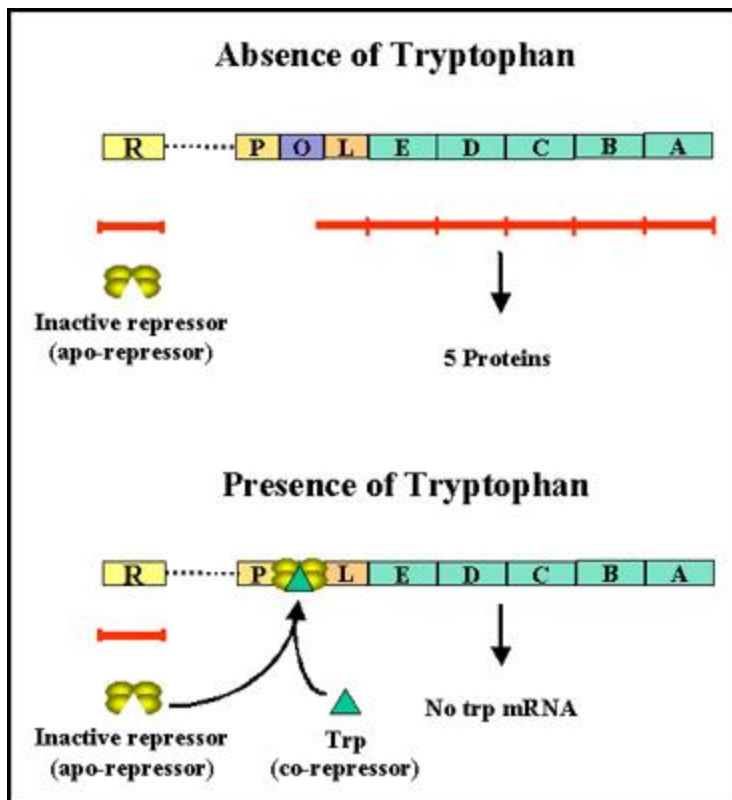 Absence of Tryptophan
R P O L E D C B A
Inactive repressor
(apo-repressor)
5 Proteins
Presence of Tryptophan
R P L E D C B A
Inactive repressor
(apo-repressor)
Trp
(co-repressor)
No trp mRNA